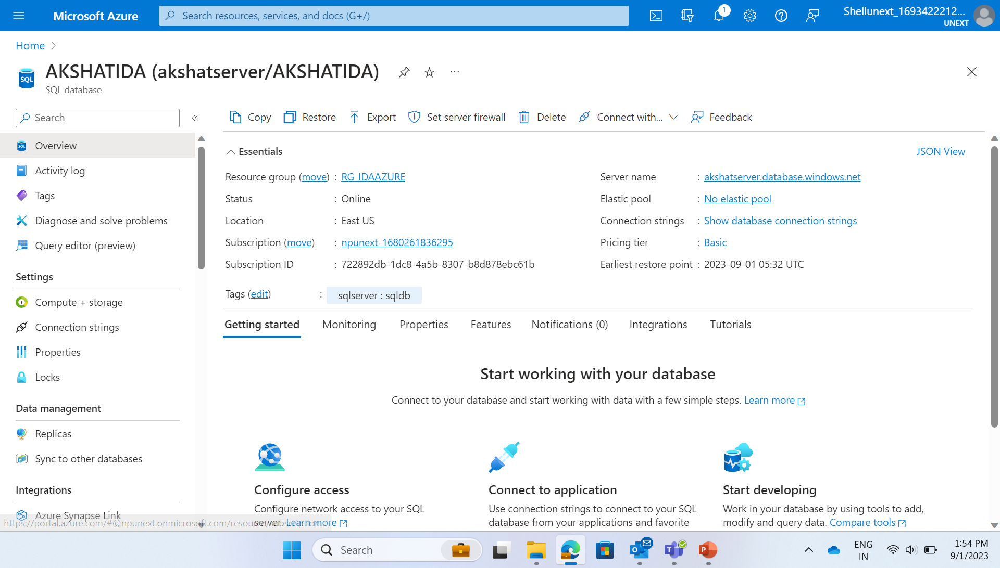 Microsoft Azure
Search resources, services, and docs (G+/)
1
Shellunext_1693422212...
UNEXT
Home
AKSHATIDA (akshatserver/AKSHATIDA)
SQL
SQL database
Search
Copy
Restore
Export
Set server firewall
Delete
Connect with...
Feedback
Overview
Activity log
Tags
Diagnose and solve problems
Query editor (preview)
Settings
Compute + storage
Connection strings
Properties
Locks
Data management
Replicas
Sync to other databases
Integrations
Azure Synapse Link
https://portal.azure.com/#@npunext.onmicrosoft.com/resource/subscription...
Essentials
JSON View
Resource group (move) : RG_IDAAZURE
Status : Online
Location : East US
Subscription (move) : npunext-1680261836295
Subscription ID : 722892db-1dc8-4a5b-8307-b8d878ebc61b
Server name : akshatserver.database.windows.net
Elastic pool : No elastic pool
Connection strings : Show database connection strings
Pricing tier : Basic
Earliest restore point : 2023-09-01 05:32 UTC
Tags (edit) : sqlserver : sqldb
Getting started
Monitoring
Properties
Features
Notifications (0)
Integrations
Tutorials
Start working with your database
Connect to your database and start working with data with a few simple steps. Learn more
Configure access
Configure network access to your SQL
server. Learn more
Connect to application
Use connection strings to connect to your SQL
database from your applications and favorite
Start developing
Work in your database by using tools to add,
modify and query data. Compare tools
Search
ENG
IN
1:54 PM
9/1/2023